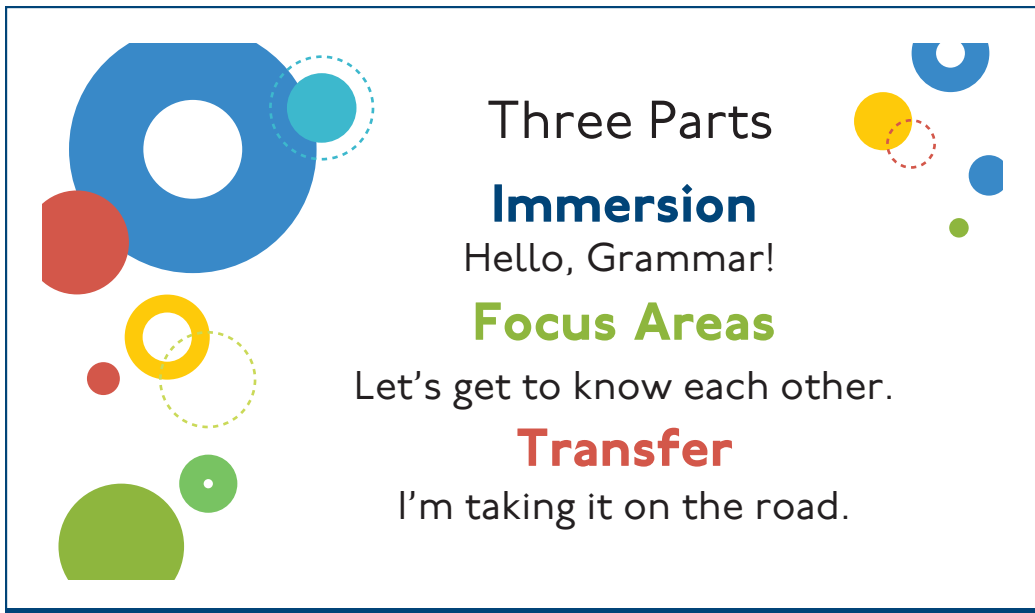 Three Parts
Immersion
Hello, Grammar!
Focus Areas
Let's get to know each other.
Transfer
I'm taking it on the road.